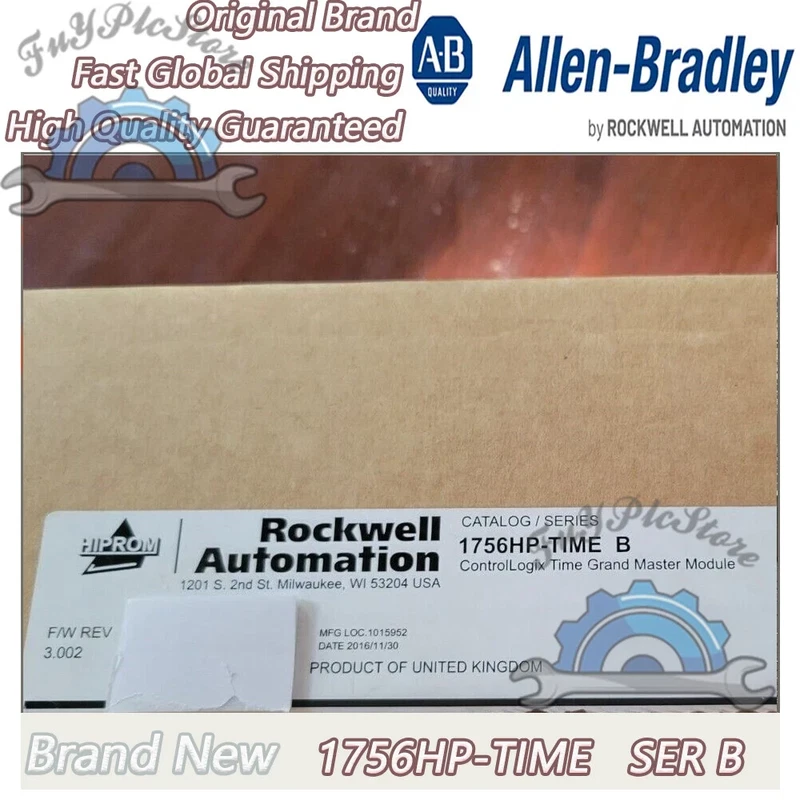 Original Brand
FuYPlcStore
Fast Global Shipping
High Quality Guaranteed
A-B
QUALITY
Allen-Bradley
by ROCKWELL AUTOMATION
HIPROM
Rockwell
Automation
1201 S. 2nd St. Milwaukee, WI 53204 USA
CATALOG / SERIES
1756HP-TIME B
ControlLogix Time Grand Master Module
FuYPlcStore
F/W REV
3.002
MFG LOC.1015952
DATE 2016/11/30
PRODUCT OF UNITED KINGDOM
Brand New 1756HP-TIME SER B